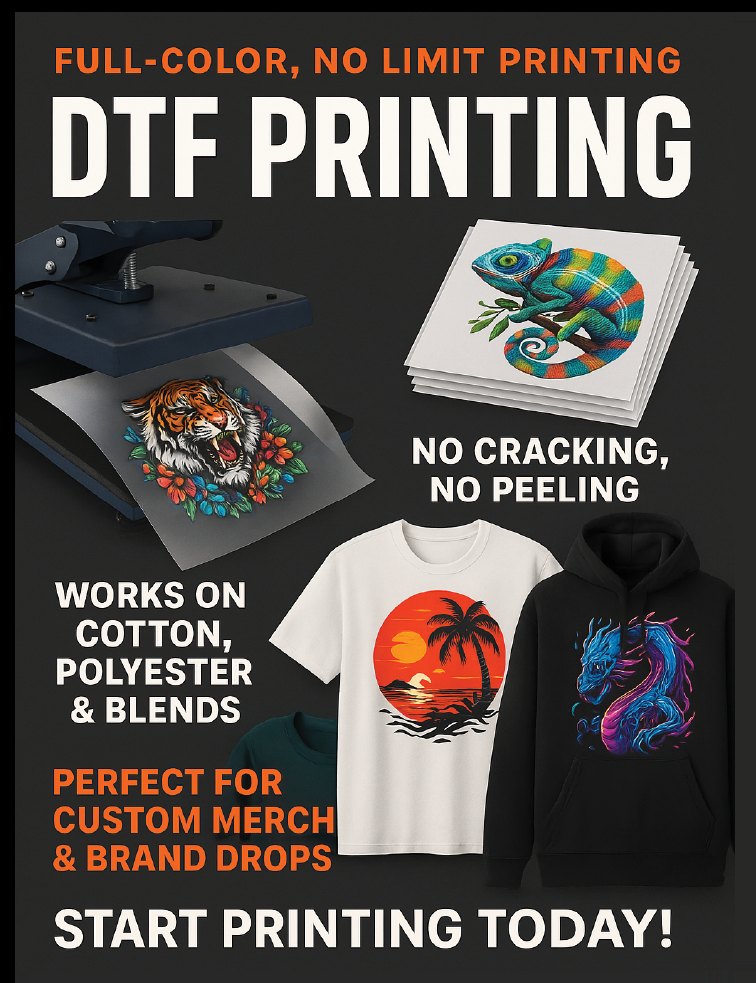 FULL-COLOR, NO LIMIT PRINTING
DTF PRINTING
NO CRACKING,
NO PEELING
WORKS ON
COTTON,
POLYESTER
& BLENDS
PERFECT FOR
CUSTOM MERCH
& BRAND DROPS
START PRINTING TODAY!